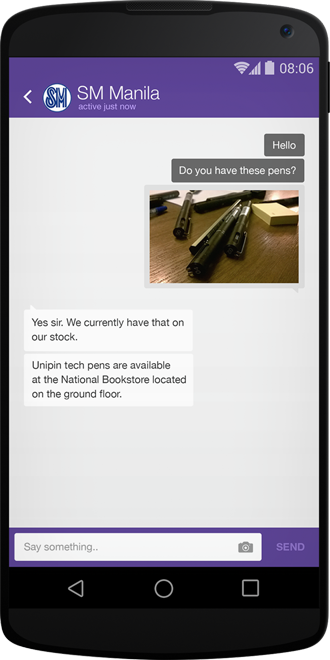 08:06
SM
SM Manila
active just now
Hello
Do you have these pens?
Yes sir. We currently have that on
our stock.
Unipin tech pens are available
at the National Bookstore located
on the ground floor.
Say something..
SEND